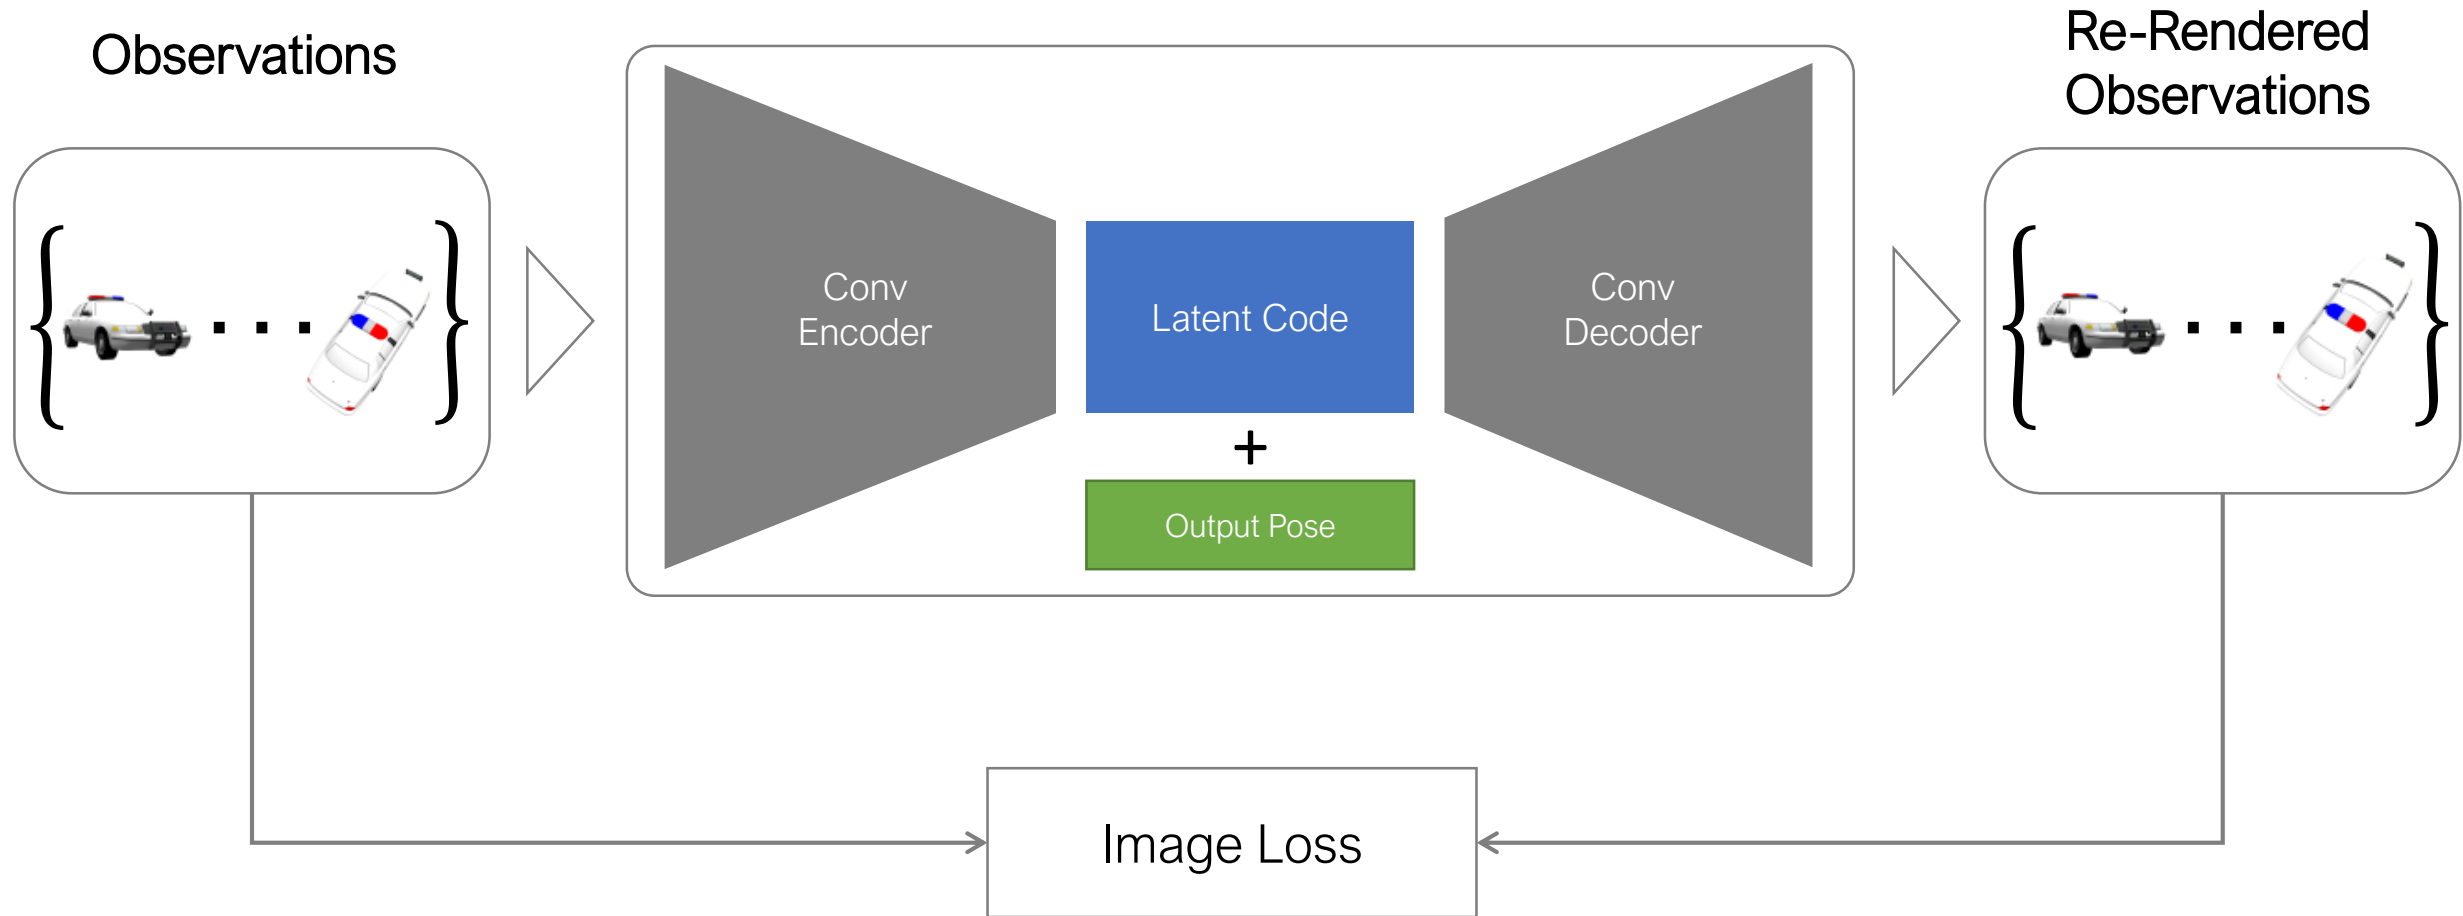 Observations
Re-Rendered
Observations
Conv
Encoder
Latent Code
+
Output Pose
Conv
Decoder
Image Loss